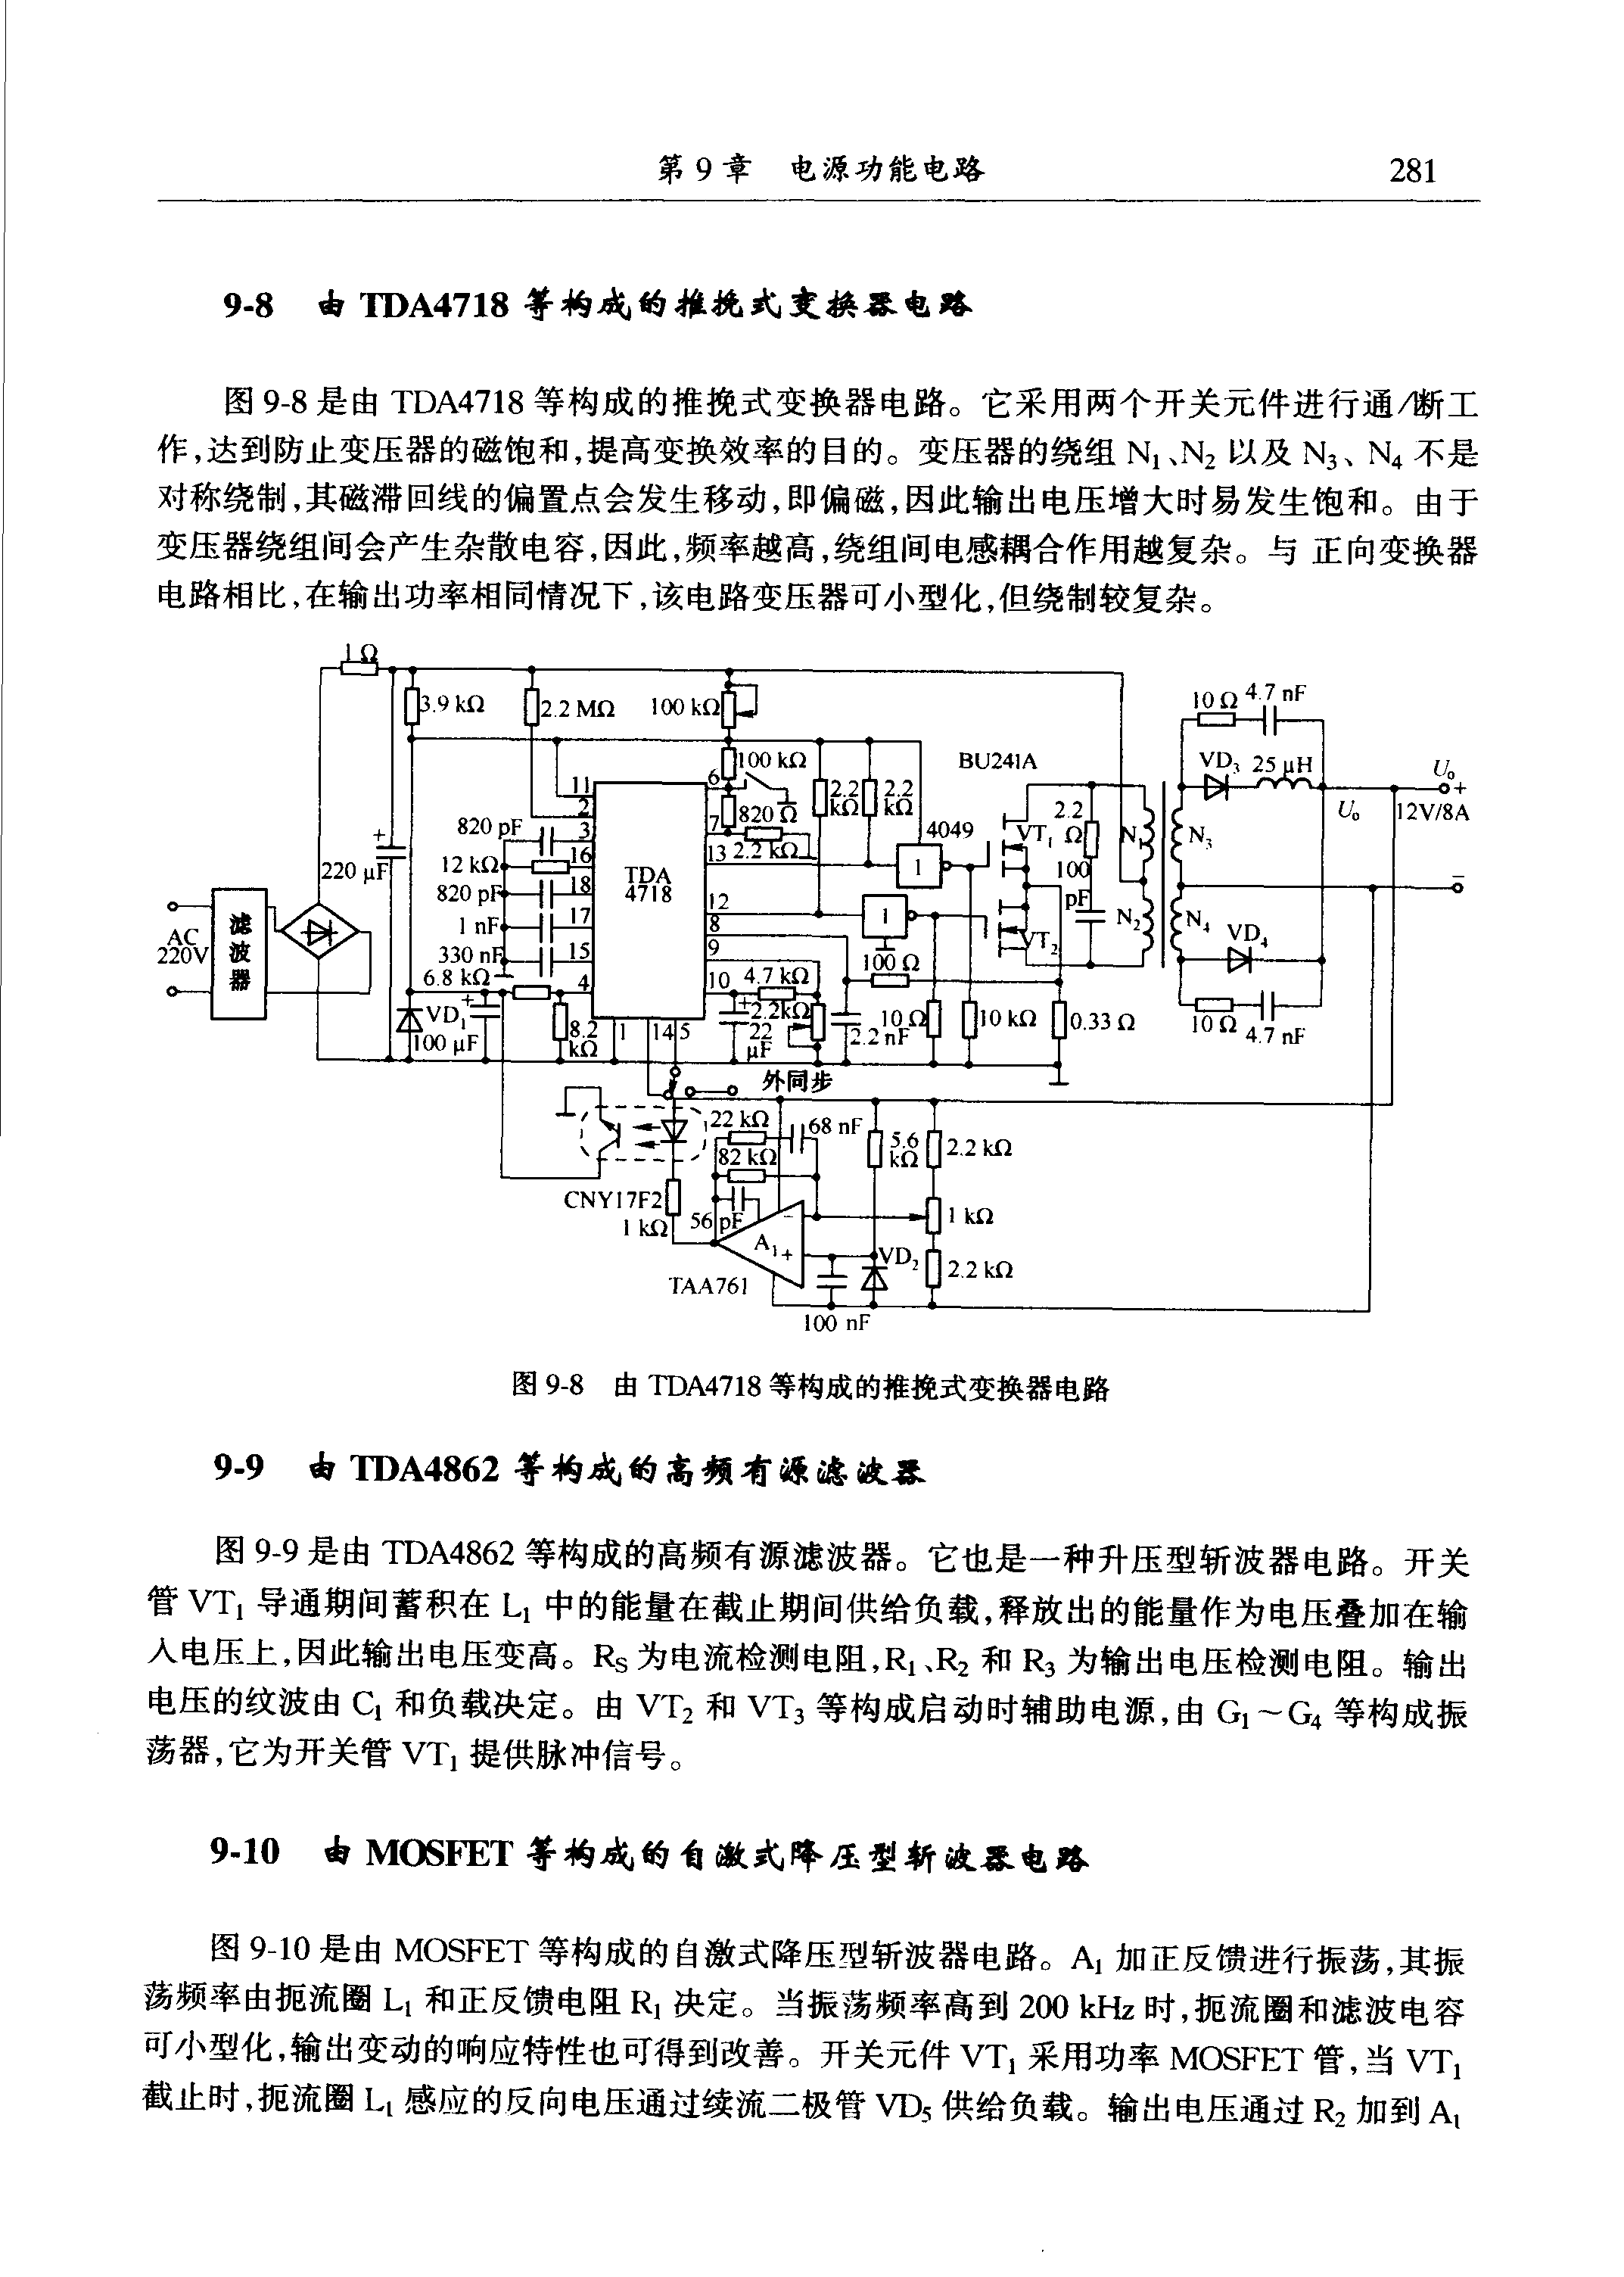 第 9 章 电源功能电路 281
9-8 由 TDA4718 等构成的推挽式变换器电路
图 9-8 是由 TDA4718 等构成的推挽式变换器电路。它采用两个开关元件进行通/断工
作,达到防止变压器的磁饱和,提高变换效率的目的。变压器的绕组 N₁、N₂ 以及 N₃、N₄ 不是
对称绕制,其磁滞回线的偏置点会发生移动,即偏磁,因此输出电压增大时易发生饱和。由于
变压器绕组间会产生杂散电容,因此,频率越高,绕组间电感耦合作用越复杂。与 正向变换器
电路相比,在输出功率相同情况下,该电路变压器可小型化,但绕制较复杂。
1 Ω
3.9 kΩ
2.2 MΩ
100 kΩ
10 Ω
4.7 nF
100 kΩ
BU241A
VD₃
25 μH
Uₒ
+
12V/8A
Uₒ
11
2
3
16
18
17
15
4
6
7
13
12
8
9
10
1
14
5
TDA
4718
820 Ω
2.2 kΩ
2.2
kΩ
2.2
kΩ
4049
1
1
VT₁
2.2
Ω
100
pF
N₁
N₃
N₂
N₄
VT₂
VD₄
820 pF
12 kΩ
820 pF
1 nF
330 nF
6.8 kΩ
+
220 μF
AC
220V
滤
波
器
VD₁
+
100 μF
8.2
kΩ
4.7 kΩ
+
22
μF
2.2kΩ
100 Ω
2.2 nF
10 Ω
10 kΩ
0.33 Ω
10 Ω
4.7 nF
-
外同步
22 kΩ
68 nF
82 kΩ
5.6
kΩ
2.2 kΩ
CNY17F2
1 kΩ
56 pF
-
A₁
+
1 kΩ
VD₂
2.2 kΩ
TAA761
100 nF
图 9-8 由 TDA4718 等构成的推挽式变换器电路
9-9 由 TDA4862 等构成的高频有源滤波器
图 9-9 是由 TDA4862 等构成的高频有源滤波器。它也是一种升压型斩波器电路。开关
管 VT₁ 导通期间蓄积在 L₁ 中的能量在截止期间供给负载,释放出的能量作为电压叠加在输
入电压上,因此输出电压变高。Rs 为电流检测电阻,R₁、R₂ 和 R₃ 为输出电压检测电阻。输出
电压的纹波由 C₁ 和负载决定。由 VT₂ 和 VT₃ 等构成启动时辅助电源,由 G₁~G₄ 等构成振
荡器,它为开关管 VT₁ 提供脉冲信号。
9-10 由 MOSFET 等构成的自激式降压型斩波器电路
图 9-10 是由 MOSFET 等构成的自激式降压型斩波器电路。A₁ 加正反馈进行振荡,其振
荡频率由扼流圈 L₁ 和正反馈电阻 R₁ 决定。当振荡频率高到 200 kHz 时,扼流圈和滤波电容
可小型化,输出变动的响应特性也可得到改善。开关元件 VT₁ 采用功率 MOSFET 管,当 VT₁
截止时,扼流圈 L₁ 感应的反向电压通过续流二极管 VD₅ 供给负载。输出电压通过 R₂ 加到 A₁